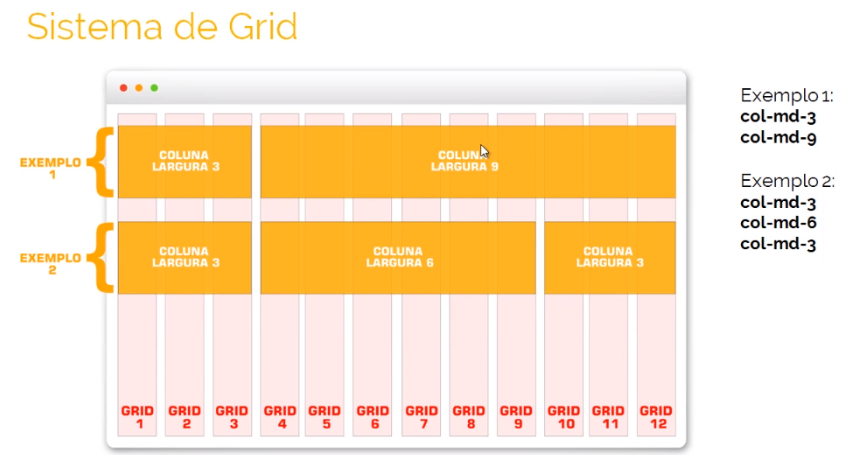 Sistema de Grid
EXEMPLO
1
COLUNA
LARGURA 3
COLUNA
LARGURA 9
EXEMPLO
2
COLUNA
LARGURA 3
COLUNA
LARGURA 6
COLUNA
LARGURA 3
GRID
1
GRID
2
GRID
3
GRID
4
GRID
5
GRID
6
GRID
7
GRID
8
GRID
9
GRID
10
GRID
11
GRID
12
Exemplo 1:
col-md-3
col-md-9
Exemplo 2:
col-md-3
col-md-6
col-md-3